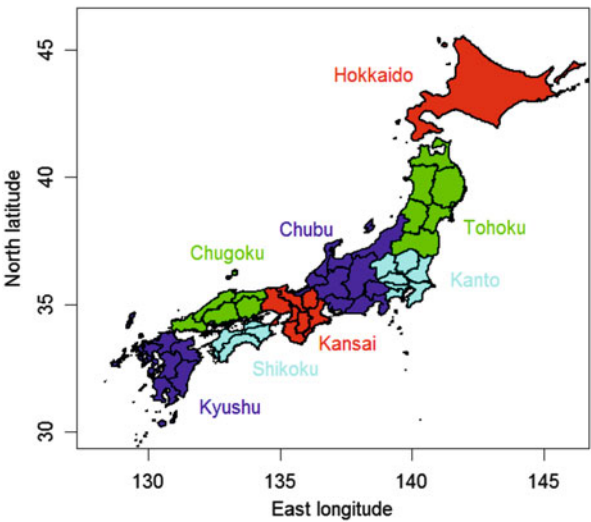 45
Hokkaido
40
North latitude
Chubu
Tohoku
Chugoku
Kanto
35
Kansai
Shikoku
Kyushu
30
130
135
140
145
East longitude